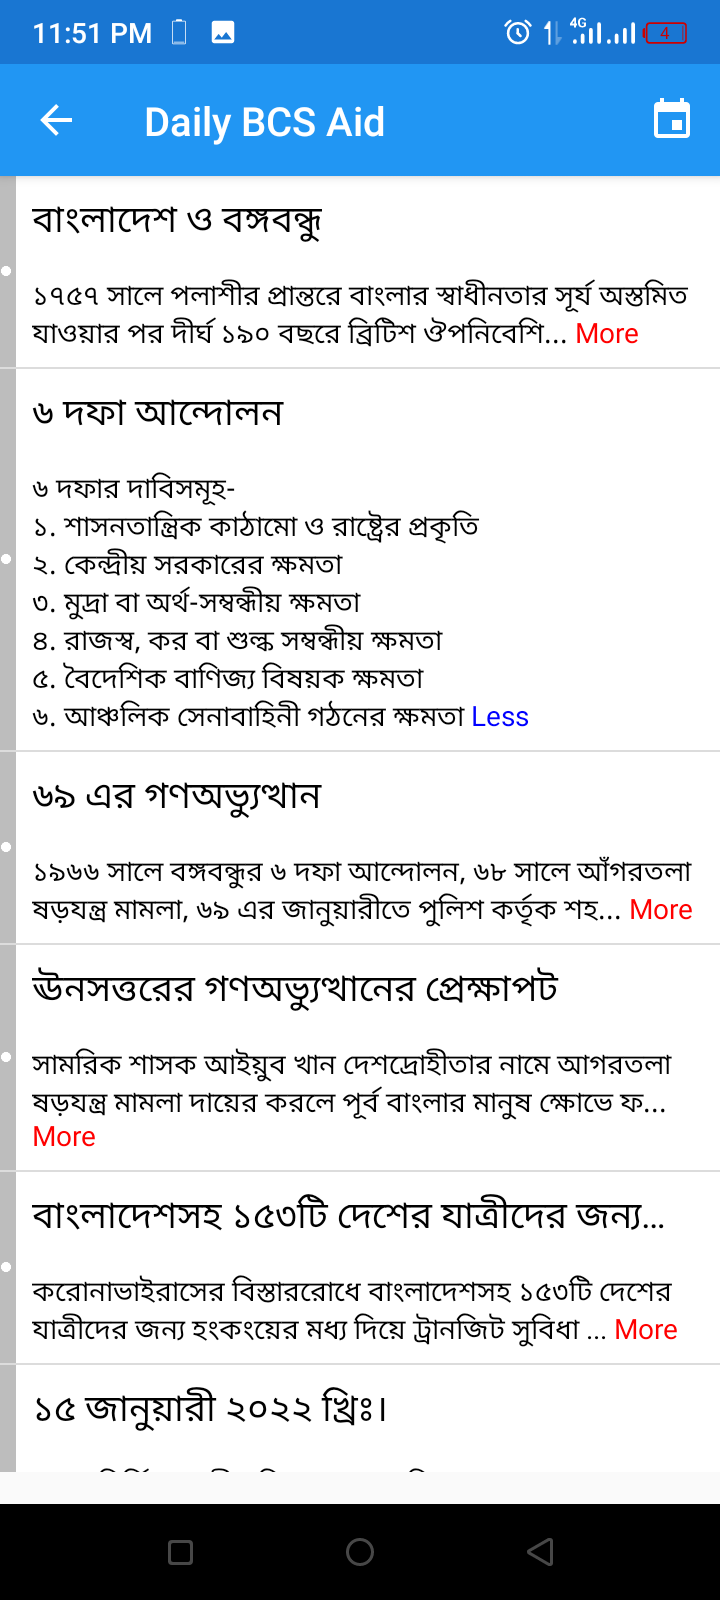 11:51 PM
4G
4
Daily BCS Aid
বাংলাদেশ ও বঙ্গবন্ধু
১৭৫৭ সালে পলাশীর প্রান্তরে বাংলার স্বাধীনতার সূর্য অস্তমিত
যাওয়ার পর দীর্ঘ ১৯০ বছরে ব্রিটিশ ঔপনিবেশি... More
৬ দফা আন্দোলন
৬ দফার দাবিসমূহ-
১. শাসনতান্ত্রিক কাঠামো ও রাষ্ট্রের প্রকৃতি
২. কেন্দ্রীয় সরকারের ক্ষমতা
৩. মুদ্রা বা অর্থ-সম্বন্ধীয় ক্ষমতা
৪. রাজস্ব, কর বা শুল্ক সম্বন্ধীয় ক্ষমতা
৫. বৈদেশিক বাণিজ্য বিষয়ক ক্ষমতা
৬. আঞ্চলিক সেনাবাহিনী গঠনের ক্ষমতা Less
৬৯ এর গণঅভ্যুত্থান
১৯৬৬ সালে বঙ্গবন্ধুর ৬ দফা আন্দোলন, ৬৮ সালে আঁগরতলা
ষড়যন্ত্র মামলা, ৬৯ এর জানুয়ারীতে পুলিশ কর্তৃক শহ... More
ঊনসত্তরের গণঅভ্যুত্থানের প্রেক্ষাপট
সামরিক শাসক আইয়ুব খান দেশদ্রোহীতার নামে আগরতলা
ষড়যন্ত্র মামলা দায়ের করলে পূর্ব বাংলার মানুষ ক্ষোভে ফ...
More
বাংলাদেশসহ ১৫৩টি দেশের যাত্রীদের জন্য...
করোনাভাইরাসের বিস্তাররোধে বাংলাদেশসহ ১৫৩টি দেশের
যাত্রীদের জন্য হংকংয়ের মধ্য দিয়ে ট্রানজিট সুবিধা ... More
১৫ জানুয়ারী ২০২২ খ্রিঃ।